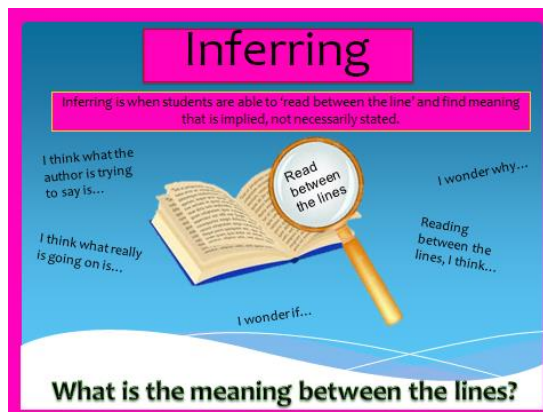 Inferring
Inferring is when students are able to ‘read between the line’ and find meaning
that is implied, not necessarily stated.
I think what the
author is trying
to say is…
Read
between
the lines
I wonder why…
I think what really
is going on is…
Reading
between the
lines, I think…
I wonder if…
What is the meaning between the lines?